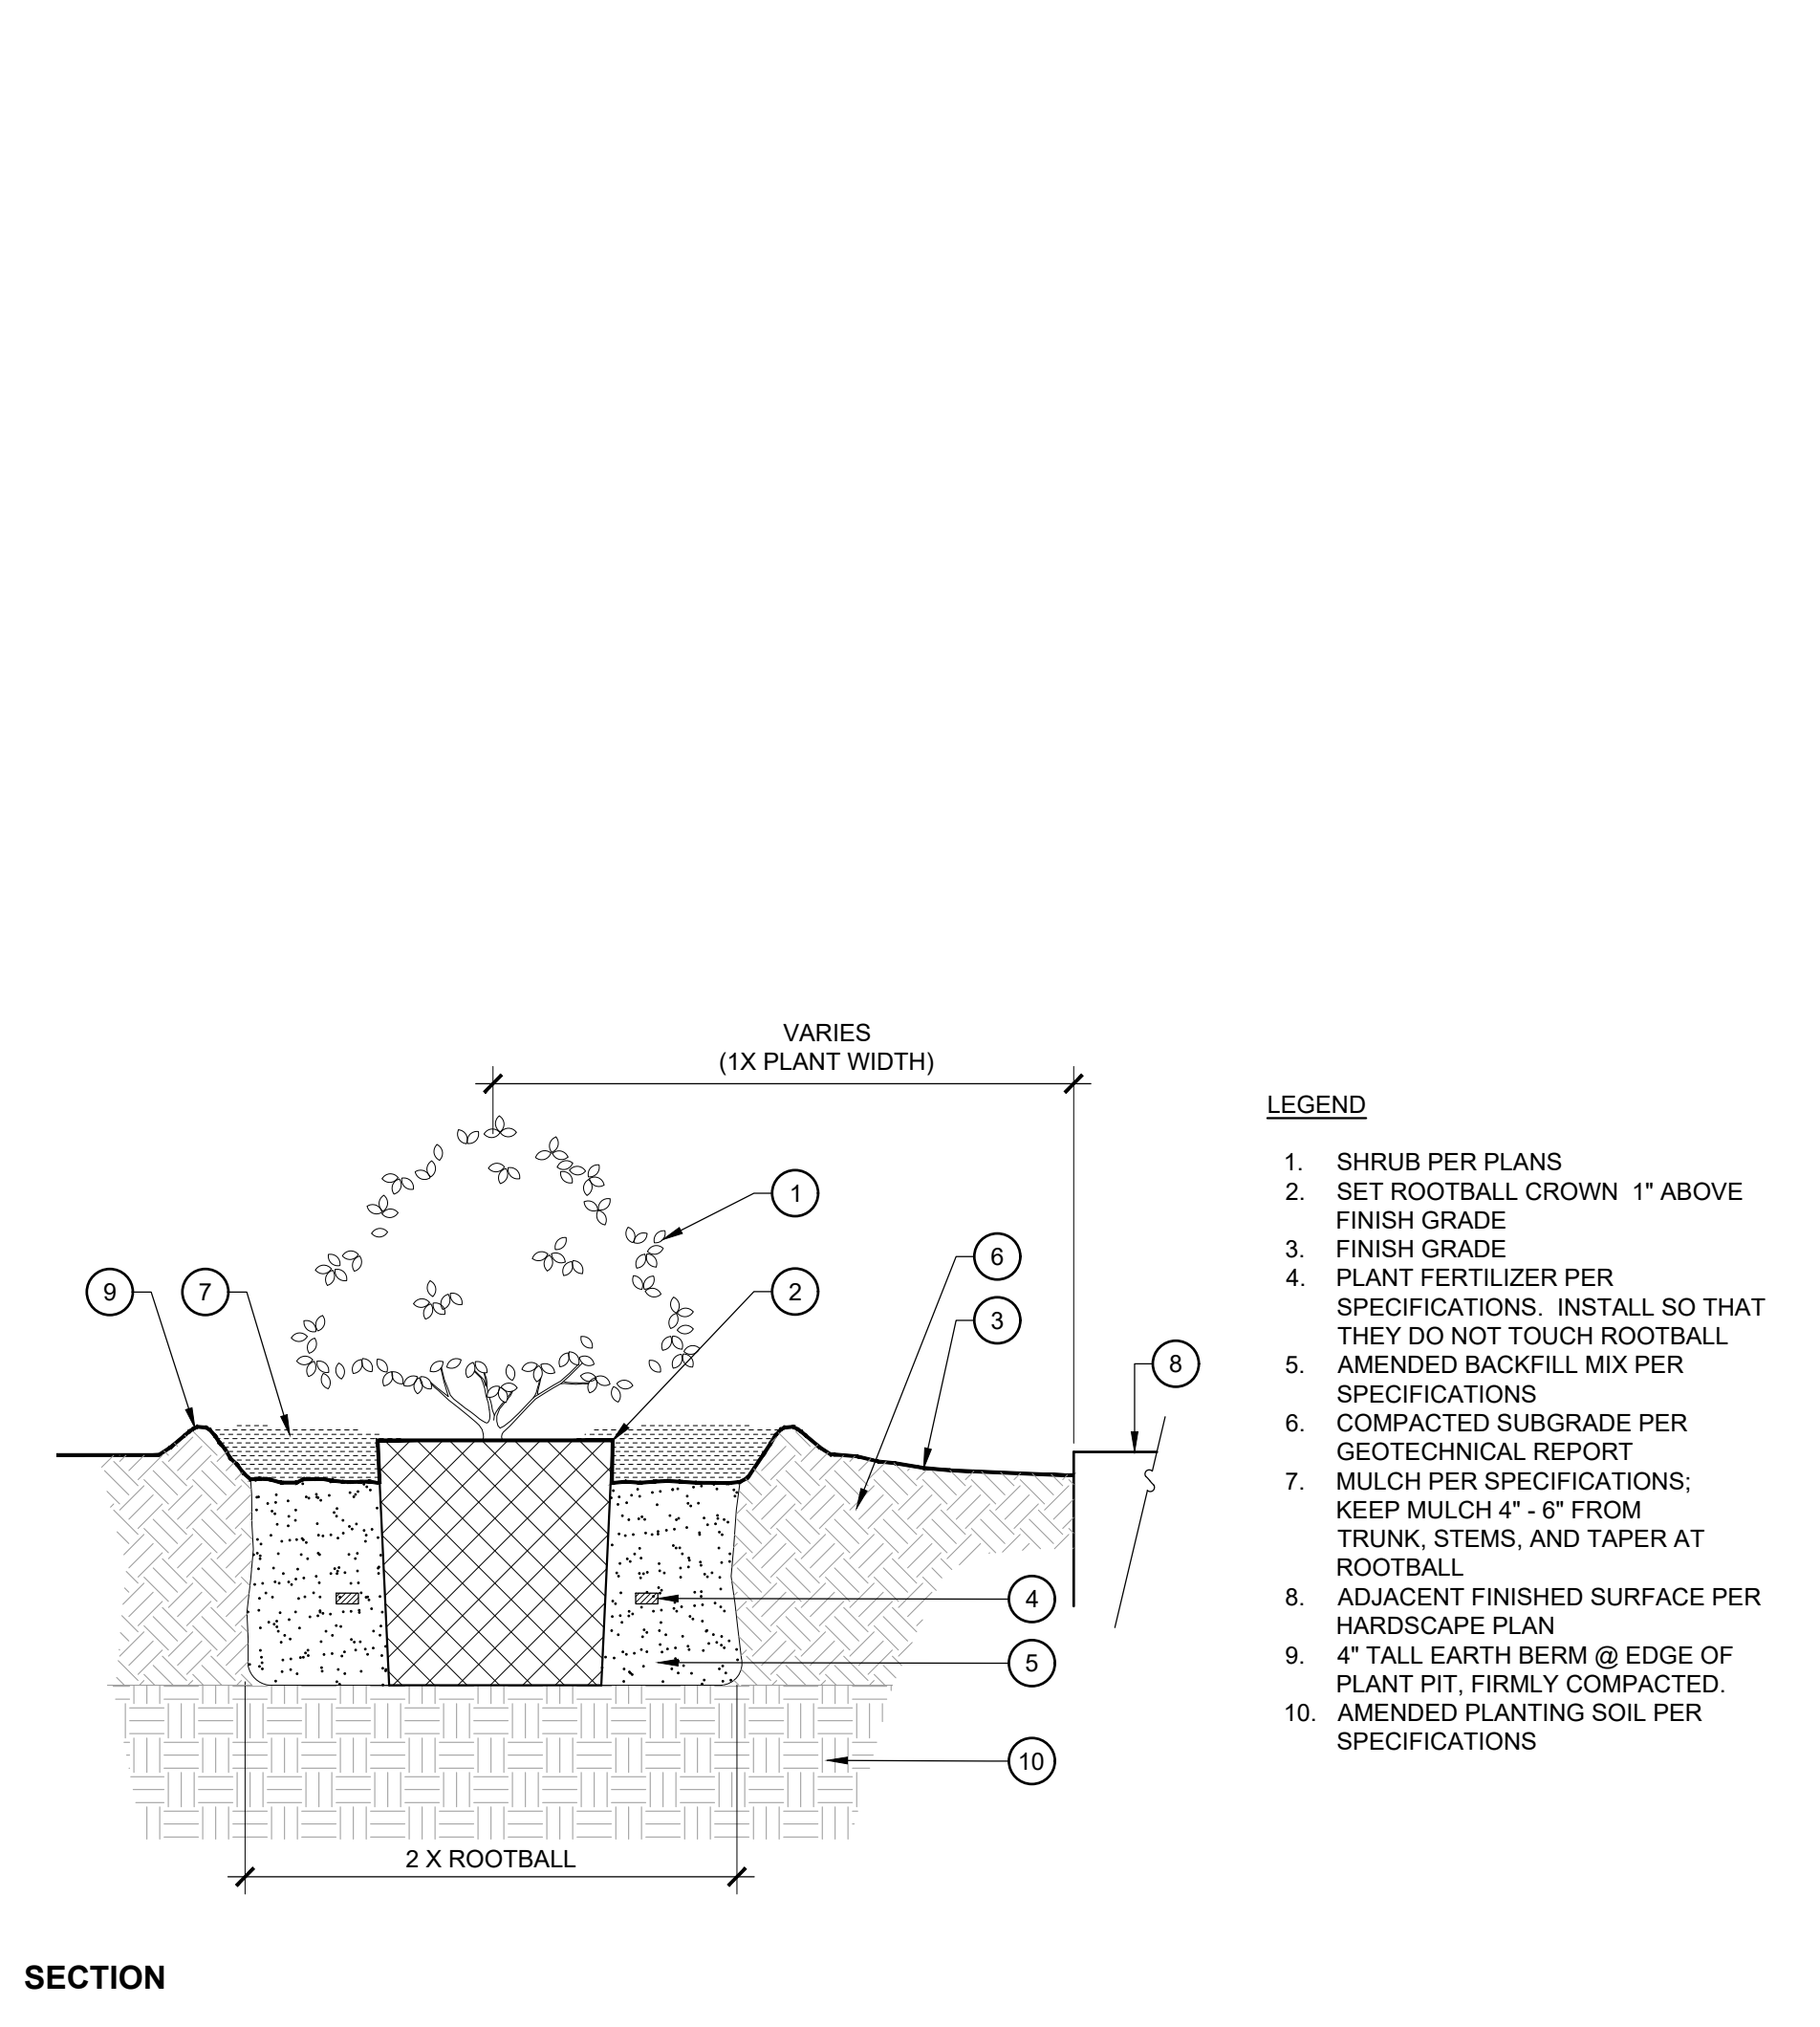 VARIES
(1X PLANT WIDTH)
1
6
9
7
2
3
8
4
5
10
2 X ROOTBALL
LEGEND
1. SHRUB PER PLANS
2. SET ROOTBALL CROWN 1" ABOVE
FINISH GRADE
3. FINISH GRADE
4. PLANT FERTILIZER PER
SPECIFICATIONS. INSTALL SO THAT
THEY DO NOT TOUCH ROOTBALL
5. AMENDED BACKFILL MIX PER
SPECIFICATIONS
6. COMPACTED SUBGRADE PER
GEOTECHNICAL REPORT
7. MULCH PER SPECIFICATIONS;
KEEP MULCH 4" - 6" FROM
TRUNK, STEMS, AND TAPER AT
ROOTBALL
8. ADJACENT FINISHED SURFACE PER
HARDSCAPE PLAN
9. 4" TALL EARTH BERM @ EDGE OF
PLANT PIT, FIRMLY COMPACTED.
10. AMENDED PLANTING SOIL PER
SPECIFICATIONS
SECTION